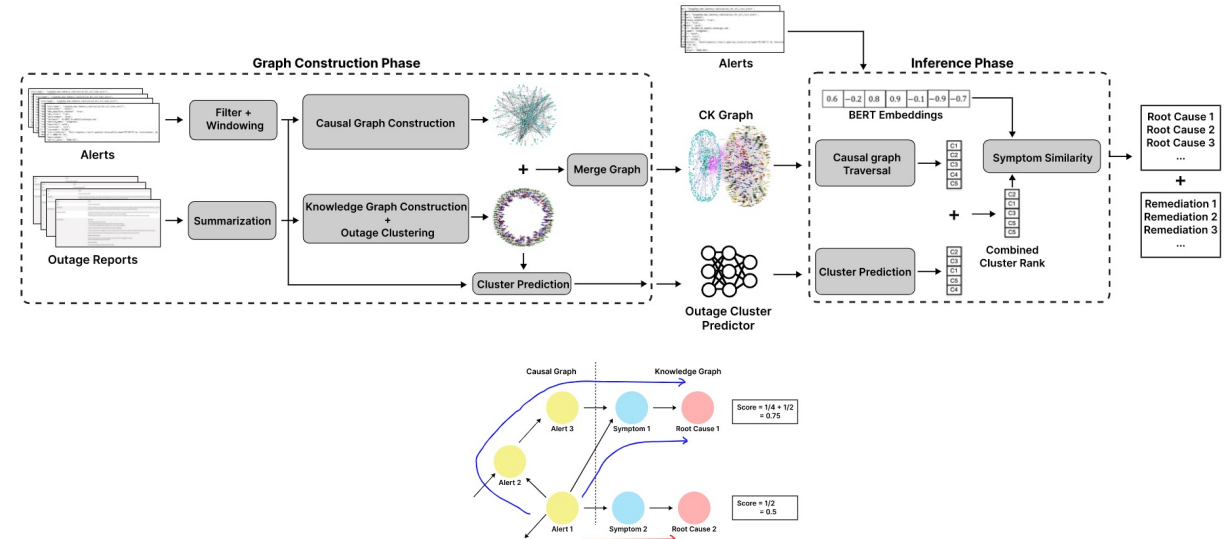 Graph Construction Phase
Alerts
Filter +
Windowing
Causal Graph Construction
+
Merge Graph
Outage Reports
Summarization
Knowledge Graph Construction
+
Outage Clustering
Cluster Prediction
Alerts
CK Graph
Outage Cluster
Predictor
Inference Phase
0.6 −0.2 0.8 0.9 −0.1 −0.9 −0.7
BERT Embeddings
Causal graph
Traversal
C1
C2
C3
C4
C5
+
Cluster Prediction
C2
C3
C1
C5
C4
Symptom Similarity
C2
C1
C3
C5
C5
Combined
Cluster Rank
Root Cause 1
Root Cause 2
Root Cause 3
...
+
Remediation 1
Remediation 2
Remediation 3
...
Causal Graph
Knowledge Graph
Alert 3
Symptom 1
Root Cause 1
Score = 1/4 + 1/2
= 0.75
Alert 2
Alert 1
Symptom 2
Root Cause 2
Score = 1/2
= 0.5